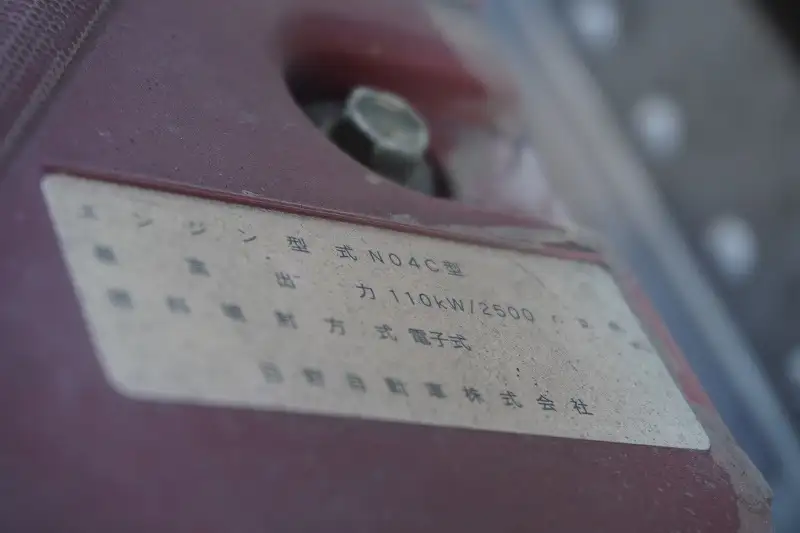 エンジン型式 N04C型
最高出力 110kW/2500
燃料噴射方式 電子式
日野自動車株式会社